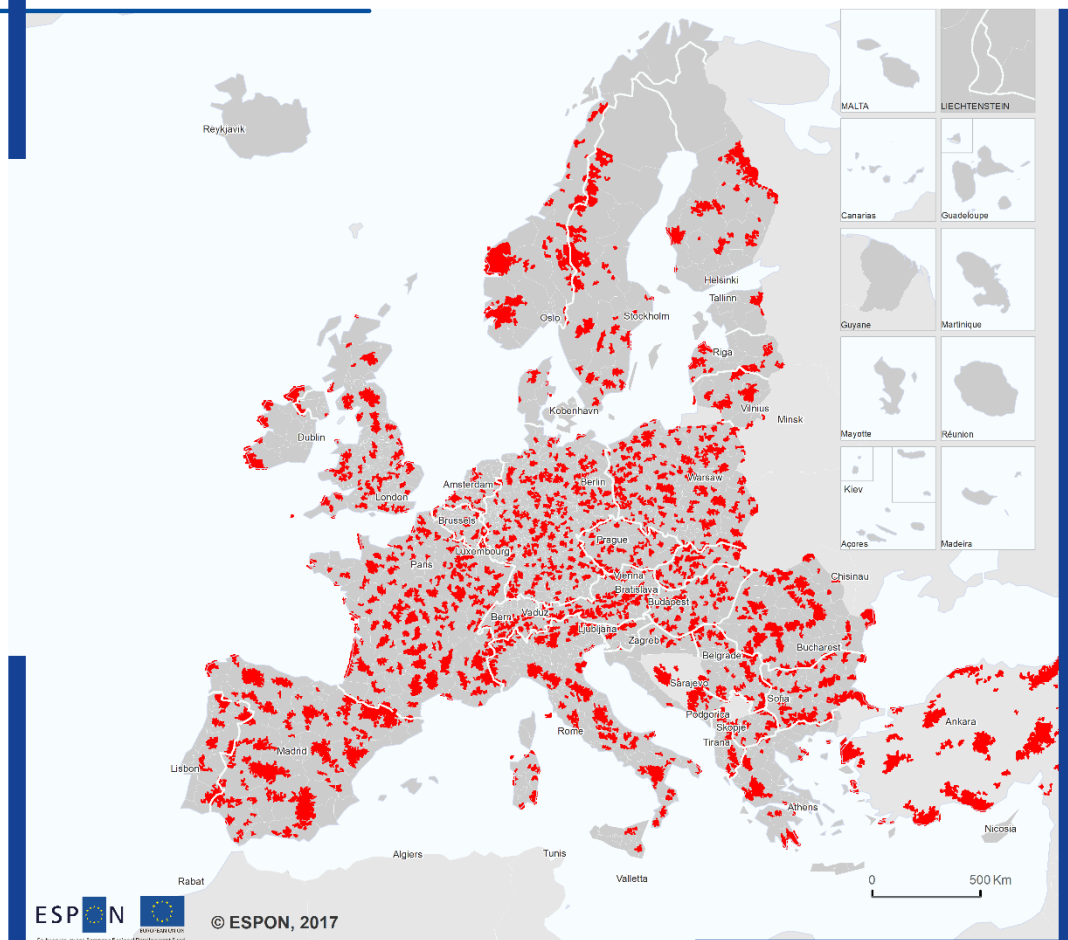 MALTA
LIECHTENSTEIN
Reykjavik
Canarias
Guadeloupe
Helsinki
Tallinn
Oslo
Stockholm
Guyane
Martinique
Riga
Kobenhavn
Vilnius
Minsk
Mayotte
Réunion
Dublin
Amsterdam
Berlin
Warsaw
London
Kiev
Brussels
Prague
Açores
Madeira
Luxembourg
Paris
Vienna
Chisinau
Bratislava
Budapest
Bern
Vaduz
Ljubljana
Zagreb
Bucharest
Belgrade
Sarajevo
Sofia
Podgorica
Ankara
Skopje
Rome
Tirana
Madrid
Lisbon
Athens
Nicosia
Algiers
Tunis
Rabat
Valletta
0 500 Km
ESPON
EUROPEAN UNION
© ESPON, 2017